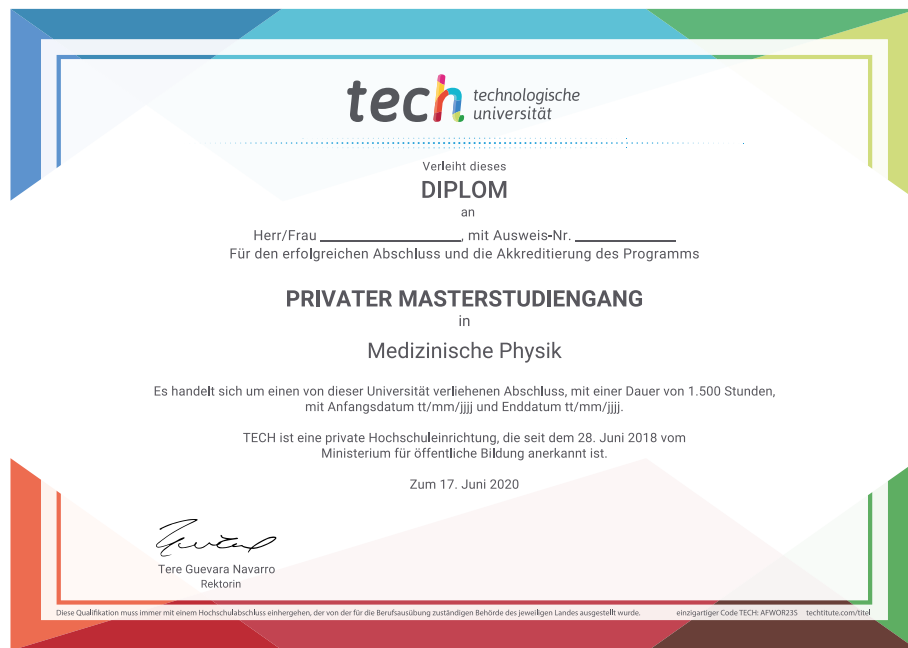 tech technologische
universität
Verleiht dieses
DIPLOM
an
Herr/Frau ____________________, mit Ausweis-Nr. ______________
Für den erfolgreichen Abschluss und die Akkreditierung des Programms
PRIVATER MASTERSTUDIENGANG
in
Medizinische Physik
Es handelt sich um einen von dieser Universität verliehenen Abschluss, mit einer Dauer von 1.500 Stunden,
mit Anfangsdatum tt/mm/jjjj und Enddatum tt/mm/jjjj.
TECH ist eine private Hochschuleinrichtung, die seit dem 28. Juni 2018 vom
Ministerium für öffentliche Bildung anerkannt ist.
Zum 17. Juni 2020
Tere Guevara Navarro
Rektorin
Diese Qualifikation muss immer mit einem Hochschulabschluss einhergehen, der von der für die Berufsausübung zuständigen Behörde des jeweiligen Landes ausgestellt wurde. einzigartiger Code TECH: AFWOR23S techtitute.com/titel